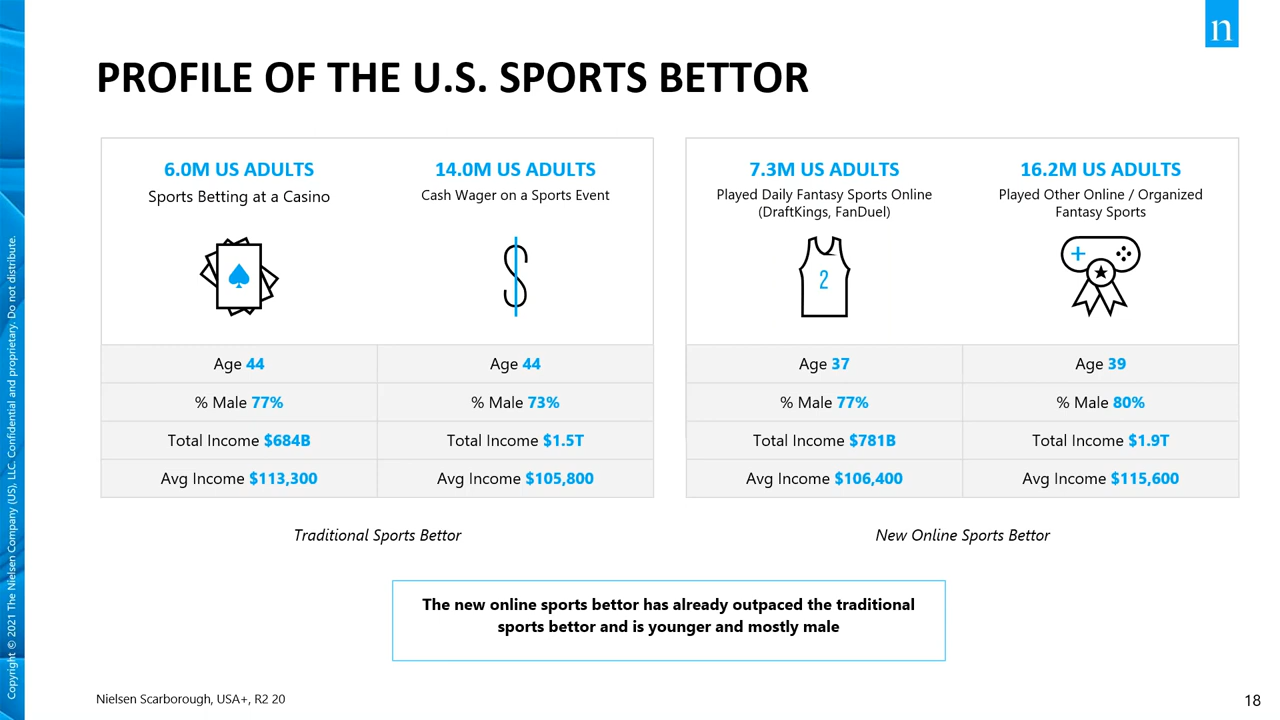 n
PROFILE OF THE U.S. SPORTS BETTOR
6.0M US ADULTS
Sports Betting at a Casino
14.0M US ADULTS
Cash Wager on a Sports Event
Age 44
Age 44
% Male 77%
% Male 73%
Total Income $684B
Total Income $1.5T
Avg Income $113,300
Avg Income $105,800
Traditional Sports Bettor
7.3M US ADULTS
Played Daily Fantasy Sports Online
(DraftKings, FanDuel)
16.2M US ADULTS
Played Other Online / Organized
Fantasy Sports
2
Age 37
Age 39
% Male 77%
% Male 80%
Total Income $781B
Total Income $1.9T
Avg Income $106,400
Avg Income $115,600
New Online Sports Bettor
The new online sports bettor has already outpaced the traditional
sports bettor and is younger and mostly male
Nielsen Scarborough, USA+, R2 20
18
Copyright © 2021 The Nielsen Company (US), LLC. Confidential and proprietary. Do not distribute.